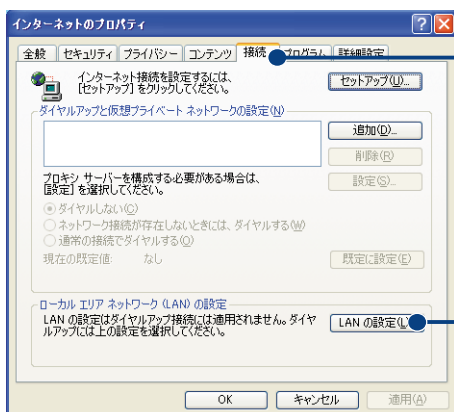 インターネットのプロパティ
全般 セキュリティ プライバシー コンテンツ 接続 プログラム 詳細設定
インターネット接続を設定するには、
[セットアップ] をクリックしてください。
セットアップ(U)...
ダイヤルアップと仮想プライベート ネットワークの設定(N)
追加(D)...
削除(R)
プロキシ サーバーを構成する必要がある場合は、
[設定] を選択してください。
設定(S)...
ダイヤルしない(C)
ネットワーク接続が存在しないときには、ダイヤルする(W)
通常の接続でダイヤルする(O)
現在の既定値: なし
既定に設定(E)
ローカル エリア ネットワーク (LAN) の設定
LAN の設定はダイヤルアップ接続には適用されません。ダイヤ
ルアップには上の設定を選択してください。
LAN の設定(L)
OK キャンセル 適用(A)